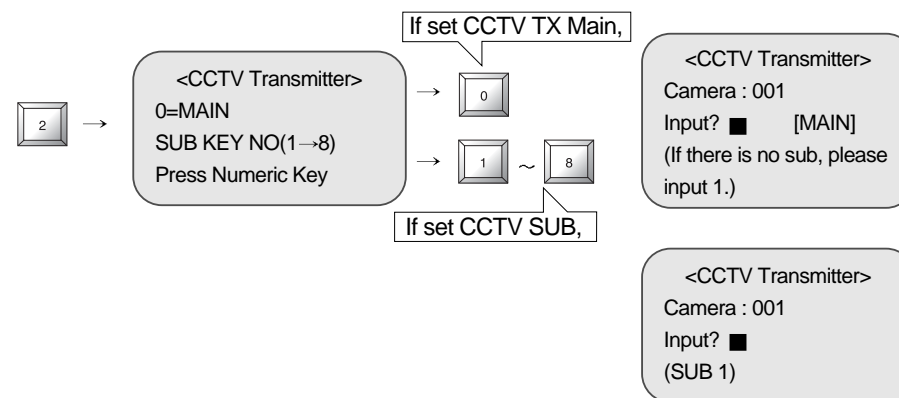 If set CCTV TX Main,
2 →
<CCTV Transmitter>
0=MAIN
SUB KEY NO(1→8)
Press Numeric Key
→ 0
→ 1 ~ 8
If set CCTV SUB,
<CCTV Transmitter>
Camera : 001
Input? ■ [MAIN]
(If there is no sub, please
input 1.)
<CCTV Transmitter>
Camera : 001
Input? ■
(SUB 1)